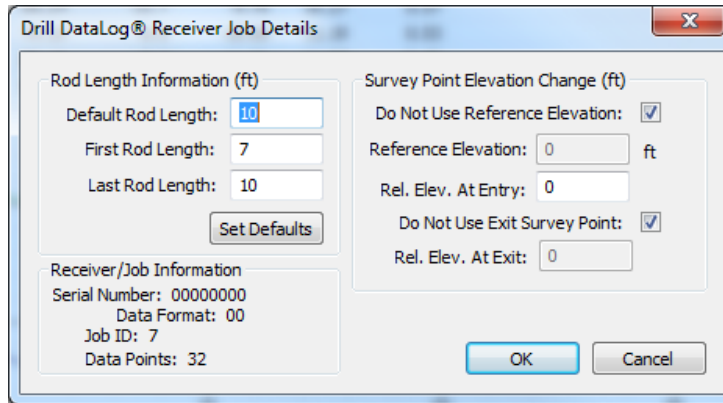 Drill DataLog® Receiver Job Details
Rod Length Information (ft)
Default Rod Length: 10
First Rod Length: 7
Last Rod Length: 10
Set Defaults
Receiver/Job Information
Serial Number: 00000000
Data Format: 00
Job ID: 7
Data Points: 32
Survey Point Elevation Change (ft)
Do Not Use Reference Elevation:
Reference Elevation: 0 ft
Rel. Elev. At Entry: 0
Do Not Use Exit Survey Point:
Rel. Elev. At Exit: 0
OK Cancel